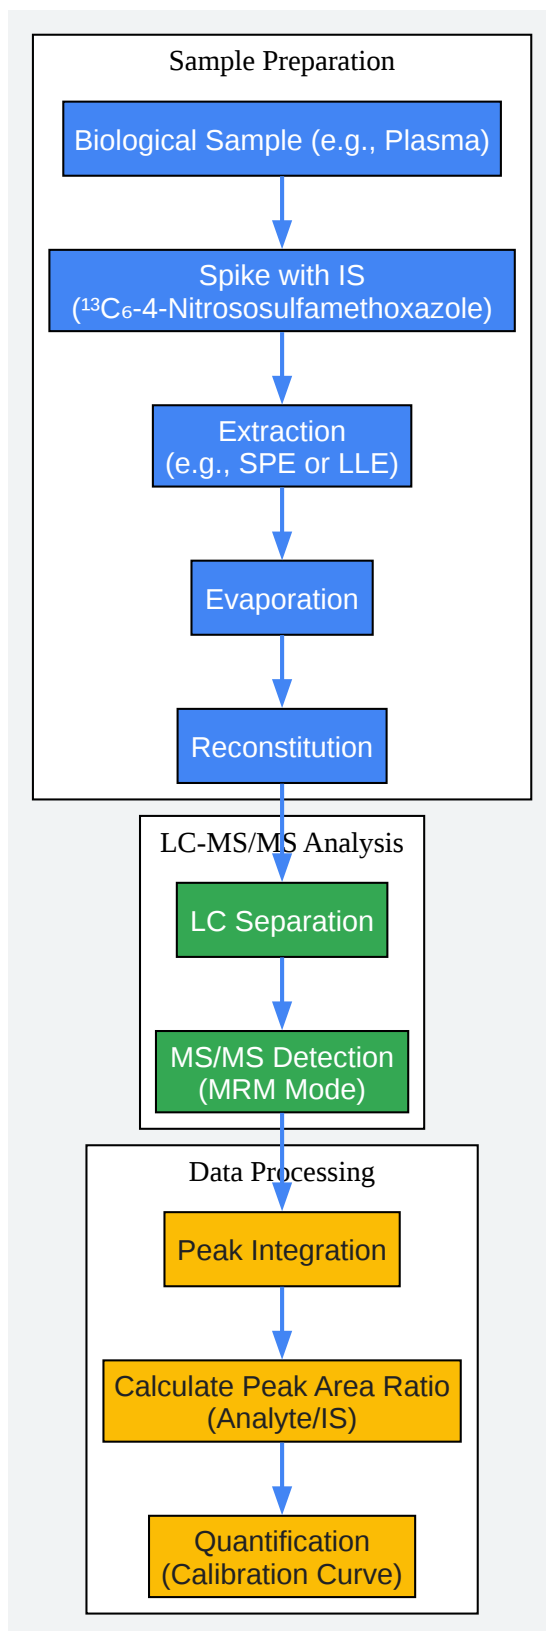 Sample Preparation
Biological Sample (e.g., Plasma)
Spike with IS
(¹³C₆-4-Nitrososulfamethoxazole)
Extraction
(e.g., SPE or LLE)
Evaporation
Reconstitution
LC-MS/MS Analysis
LC Separation
MS/MS Detection
(MRM Mode)
Data Processing
Peak Integration
Calculate Peak Area Ratio
(Analyte/IS)
Quantification
(Calibration Curve)